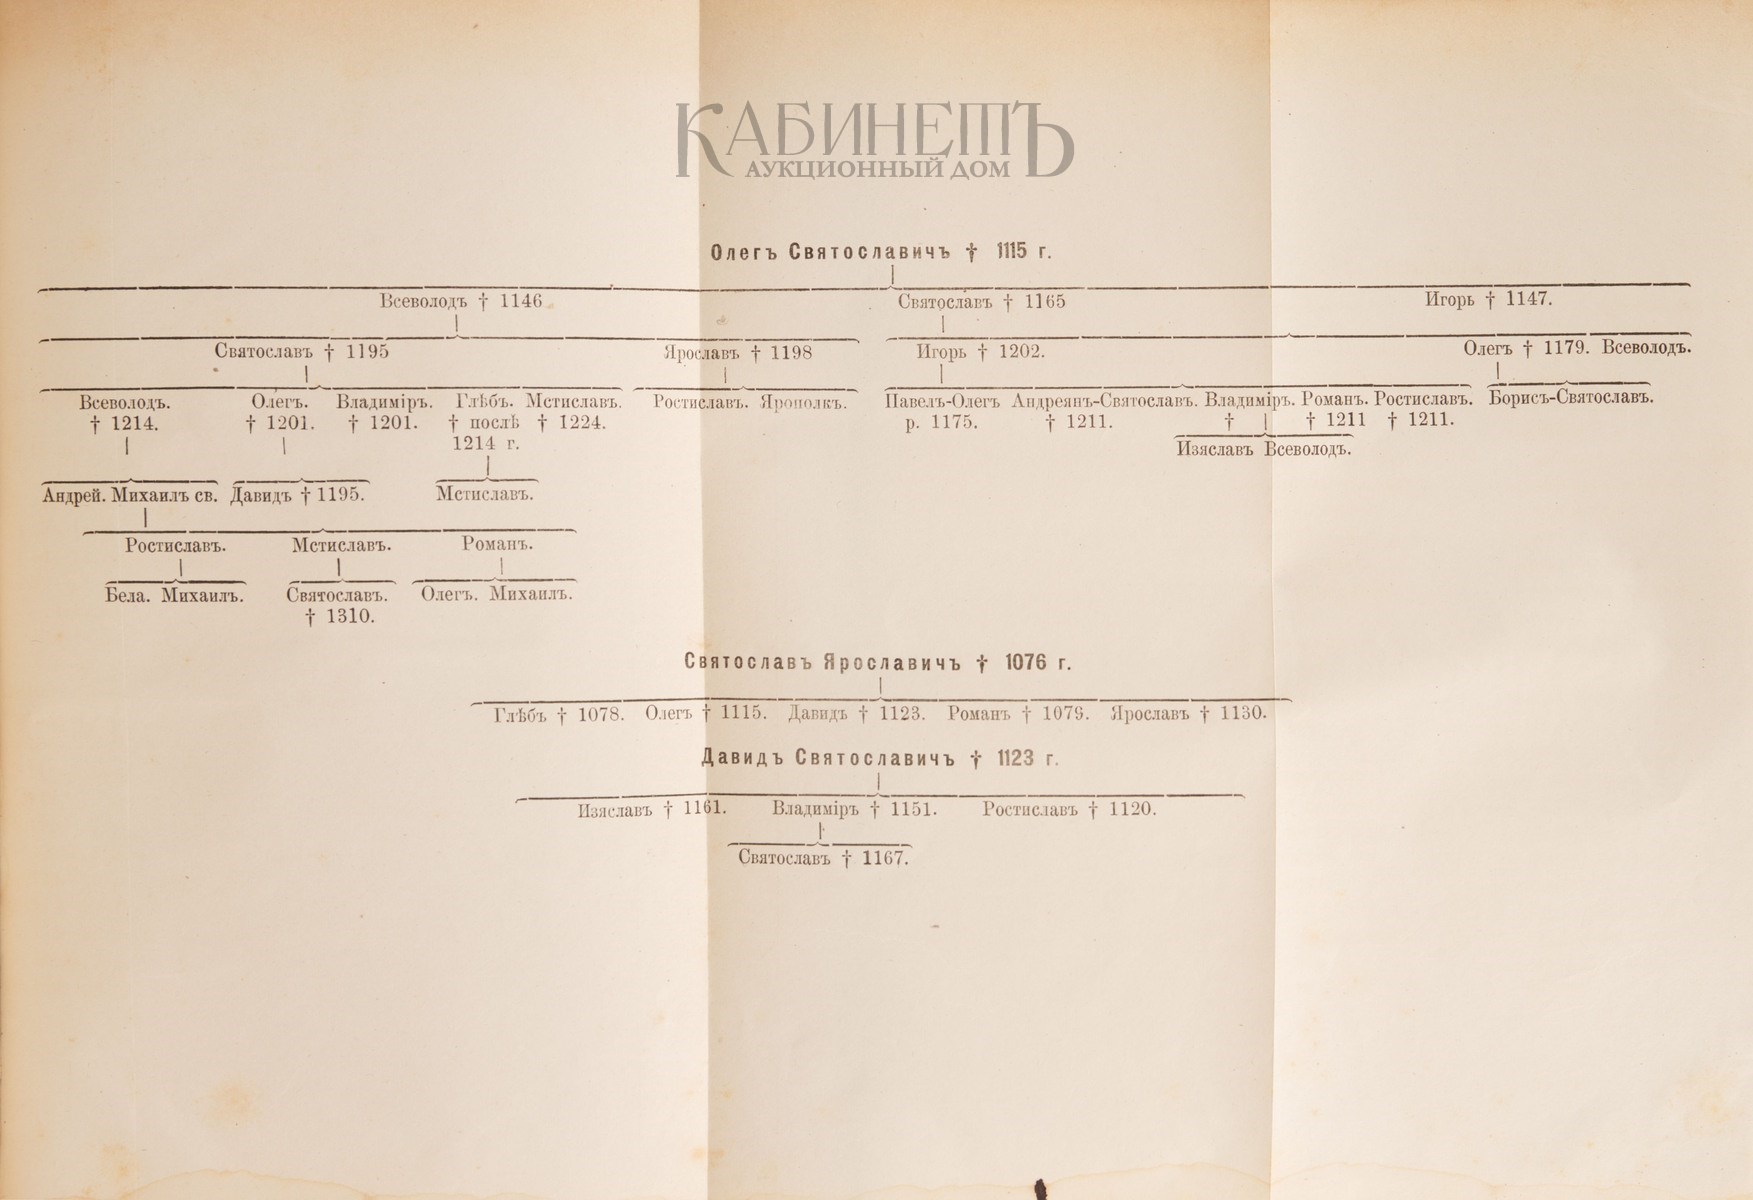 КАБИНЕТЪ
АУКЦИОННЫЙ ДОМ
Олегъ Святославичъ † 1115 г.
Всеволодъ † 1146 Святославъ † 1165 Игорь † 1147.
Святославъ † 1195 Ярославъ † 1198 Игорь † 1202. Олегъ † 1179. Всеволодъ.
Всеволодъ. Олегъ. Владиміръ. Глѣбъ. Мстиславъ. Ростиславъ. Ярополкъ. Павелъ-Олегъ Андреянъ-Святославъ. Владиміръ. Романъ. Ростиславъ. Борисъ-Святославъ.
† 1214. † 1201. † 1201. † послѣ † 1224. р. 1175. † 1211. † † 1211 † 1211.
1214 г. Изяславъ Всеволодъ.
Андрей. Михаилъ св. Давидъ † 1195. Мстиславъ.
Ростиславъ. Мстиславъ. Романъ.
Бела. Михаилъ. Святославъ. Олегъ. Михаилъ.
† 1310.
Святославъ Ярославичъ † 1076 г.
Глѣбъ † 1078. Олегъ † 1115. Давидъ † 1123. Романъ † 1079. Ярославъ † 1130.
Давидъ Святославичъ † 1123 г.
Изяславъ † 1161. Владиміръ † 1151. Ростиславъ † 1120.
Святославъ † 1167.